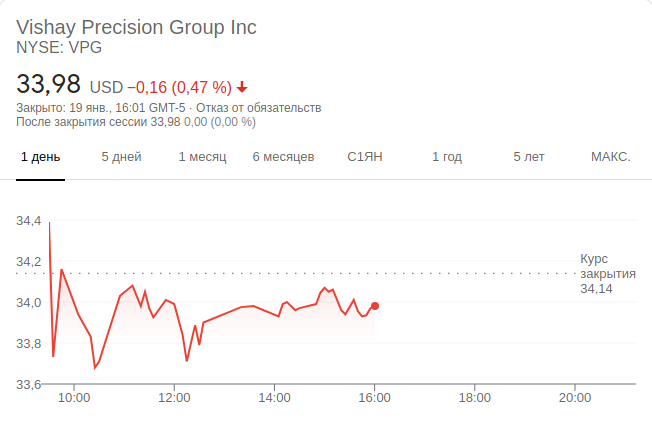 Vishay Precision Group Inc
NYSE: VPG
33,98 USD −0,16 (0,47 %)
Закрыто: 19 янв., 16:01 GMT-5 · Отказ от обязательств
После закрытия сессии 33,98 0,00 (0,00 %)
1 день 5 дней 1 месяц 6 месяцев С1ЯН 1 год 5 лет МАКС.
34,4
34,2
34,0
33,8
33,6
Курс
закрытия
34,14
10:00 12:00 14:00 16:00 18:00 20:00